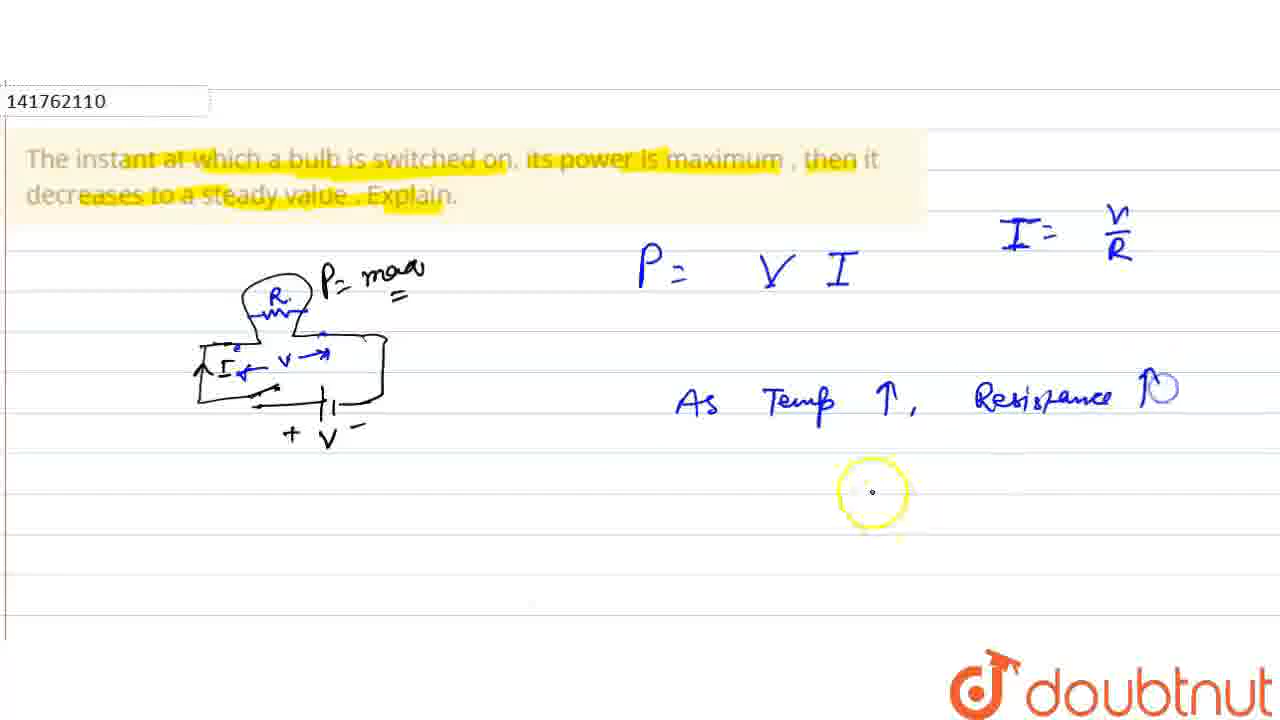 141762110
The instant at which a bulb is switched on, its power is maximum , then it
decreases to a steady value . Explain.
I = V
R
P = V I
P = max
R
I V
+ V -
As Temp ↑, Resistance ↑
doubtnut